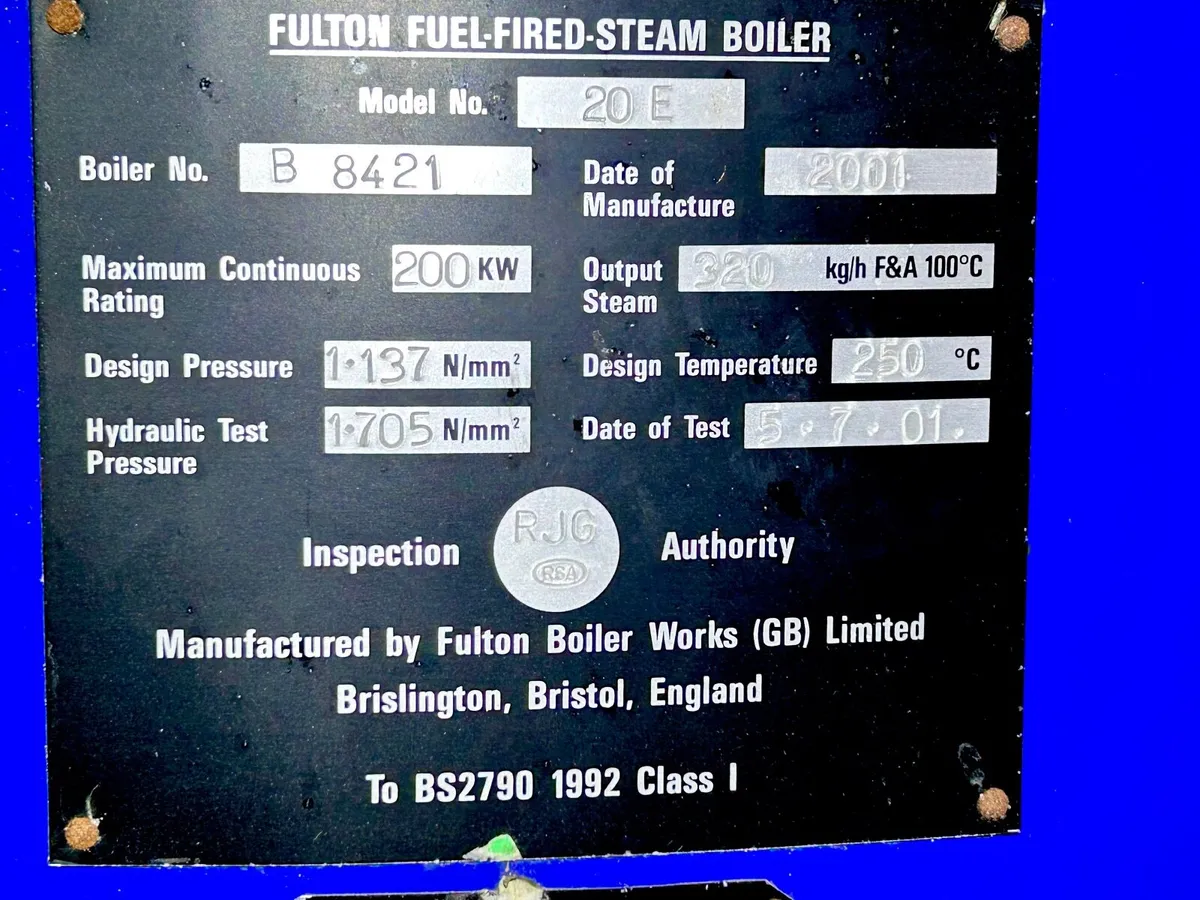 FULTON FUEL-FIRED-STEAM BOILER
Model No. 20 E
Boiler No. B 8421
Date of Manufacture 2001
Maximum Continuous Rating 200 KW
Output Steam 320 kg/h F&A 100°C
Design Pressure 1·137 N/mm²
Design Temperature 250 °C
Hydraulic Test Pressure 1·705 N/mm²
Date of Test 5·7·01.
Inspection RJG RSA Authority
Manufactured by Fulton Boiler Works (GB) Limited
Brislington, Bristol, England
To BS2790 1992 Class I